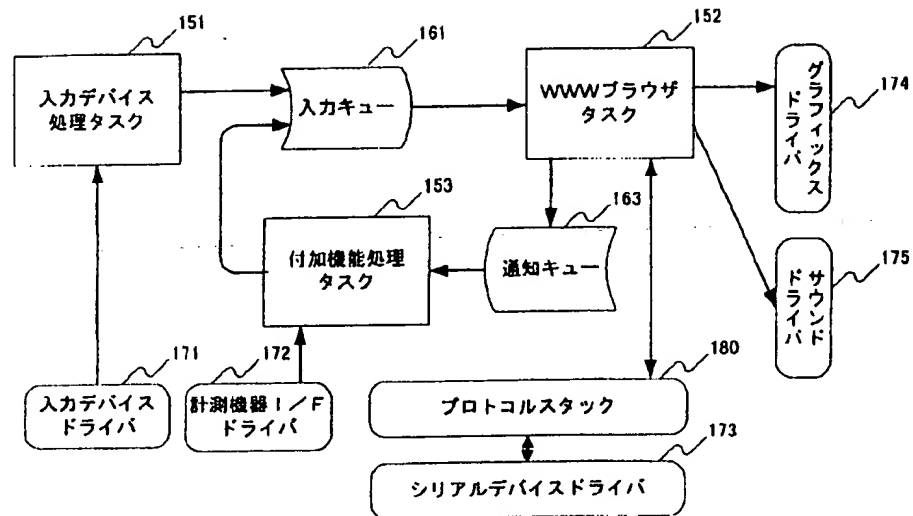 151
入力デバイス
処理タスク
161
入力キュー
152
WWWブラウザ
タスク
グラフィックス
ドライバ
174
153
付加機能処理
タスク
163
通知キュー
サウンド
ドライバ
175
171
入力デバイス
ドライバ
172
計測機器I/F
ドライバ
180
プロトコルスタック
173
シリアルデバイスドライバ